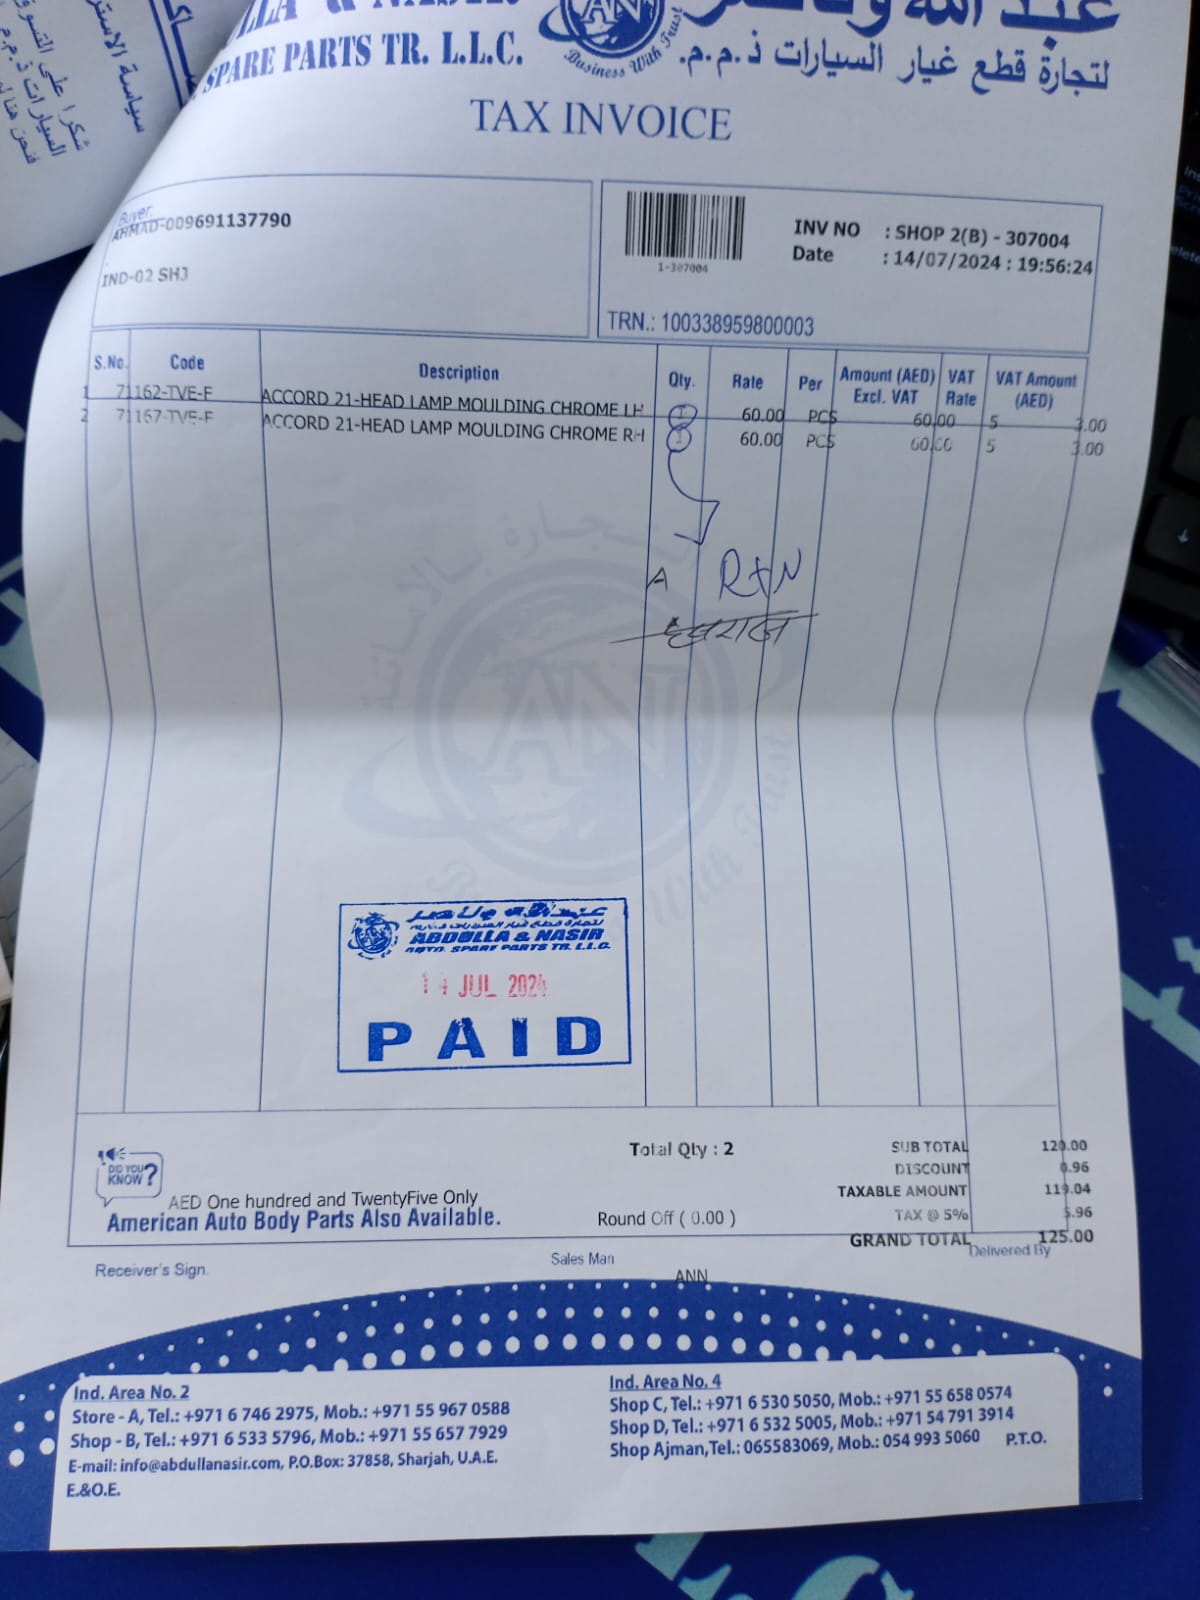 SPARE PARTS TR. L.L.C.
عبد الله وناصر
لتجارة قطع غيار السيارات ذ.م.م.
AN
Business With Trust
TAX INVOICE
Buyer:
AHMAD-009691137790
IND-02 SHJ
1-307004
INV NO : SHOP 2(B) - 307004
Date : 14/07/2024 : 19:56:24
TRN.: 100338959800003
S.No. Code Description Qty. Rate Per Amount (AED) Excl. VAT VAT Rate VAT Amount (AED)
1 71162-TVE-F ACCORD 21-HEAD LAMP MOULDING CHROME LH 1 60.00 PCS 60.00 5 3.00
2 71167-TVE-F ACCORD 21-HEAD LAMP MOULDING CHROME RH 1 60.00 PCS 60.00 5 3.00
A RtN
AN
With Trust
عبدالله وناصر
ABDULLA & NASIR
AUTO. SPARE PARTS TR. L.L.C.
14 JUL 2024
PAID
DID YOU KNOW?
Total Qty : 2
SUB TOTAL 120.00
DISCOUNT 0.96
AED One hundred and TwentyFive Only
TAXABLE AMOUNT 119.04
American Auto Body Parts Also Available.
Round Off ( 0.00 )
TAX @ 5% 5.96
GRAND TOTAL 125.00
Receiver's Sign.
Sales Man
ANN
Delivered By
Ind. Area No. 2
Store - A, Tel.: +971 6 746 2975, Mob.: +971 55 967 0588
Shop - B, Tel.: +971 6 533 5796, Mob.: +971 55 657 7929
E-mail: info@abdullanasir.com, P.O.Box: 37858, Sharjah, U.A.E.
E.&O.E.
Ind. Area No. 4
Shop C, Tel.: +971 6 530 5050, Mob.: +971 55 658 0574
Shop D, Tel.: +971 6 532 5005, Mob.: +971 54 791 3914
Shop Ajman,Tel.: 065583069, Mob.: 054 993 5060
P.T.O.